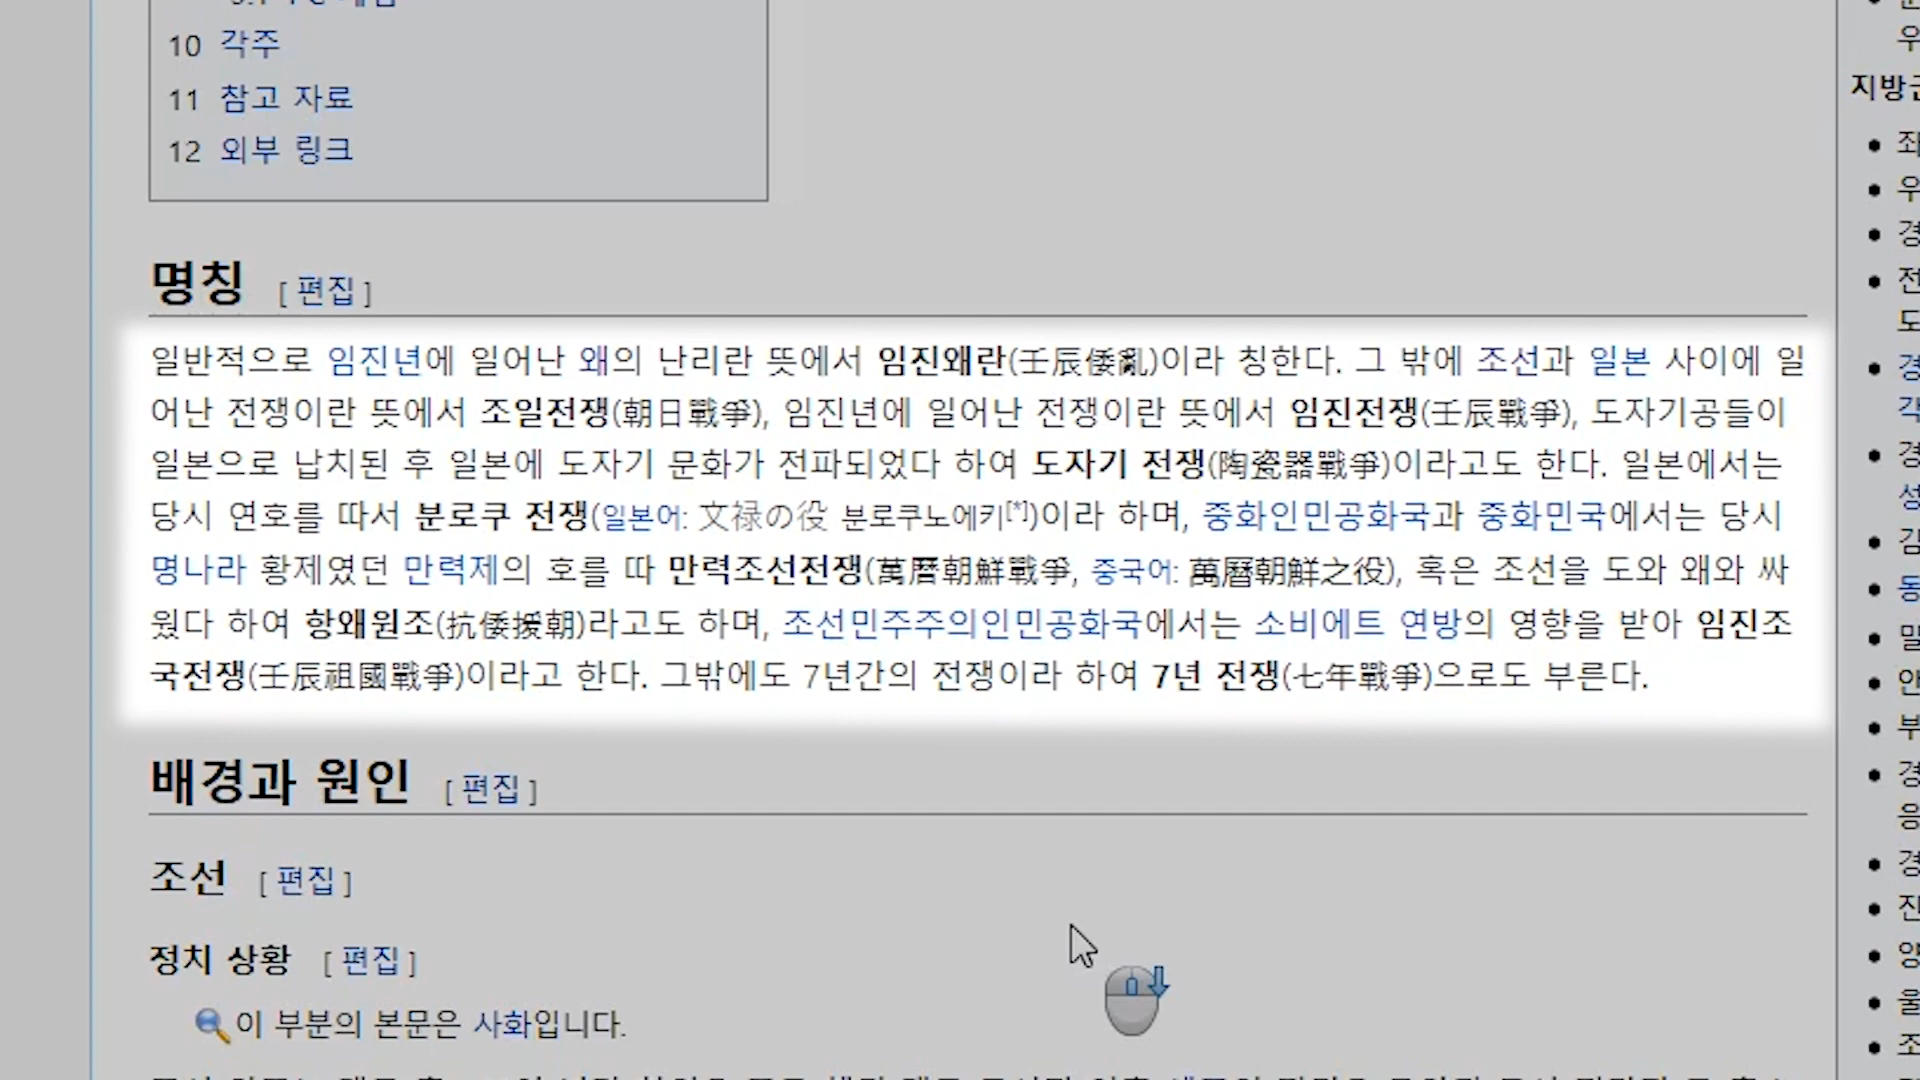 10 각주
11 참고 자료
12 외부 링크
명칭 [ 편집 ]
일반적으로 임진년에 일어난 왜의 난리란 뜻에서 임진왜란(壬辰倭亂)이라 칭한다. 그 밖에 조선과 일본 사이에 일
어난 전쟁이란 뜻에서 조일전쟁(朝日戰爭), 임진년에 일어난 전쟁이란 뜻에서 임진전쟁(壬辰戰爭), 도자기공들이
일본으로 납치된 후 일본에 도자기 문화가 전파되었다 하여 도자기 전쟁(陶瓷器戰爭)이라고도 한다. 일본에서는
당시 연호를 따서 분로쿠 전쟁(일본어: 文禄の役 분로쿠노에키[*])이라 하며, 중화인민공화국과 중화민국에서는 당시
명나라 황제였던 만력제의 호를 따 만력조선전쟁(萬曆朝鮮戰爭, 중국어: 萬曆朝鮮之役), 혹은 조선을 도와 왜와 싸
웠다 하여 항왜원조(抗倭援朝)라고도 하며, 조선민주주의인민공화국에서는 소비에트 연방의 영향을 받아 임진조
국전쟁(壬辰祖國戰爭)이라고 한다. 그밖에도 7년간의 전쟁이라 하여 7년 전쟁(七年戰爭)으로도 부른다.
배경과 원인 [ 편집 ]
조선 [ 편집 ]
정치 상황 [ 편집 ]
이 부분의 본문은 사화입니다.
우
지방
좌
우
전
도
각
성